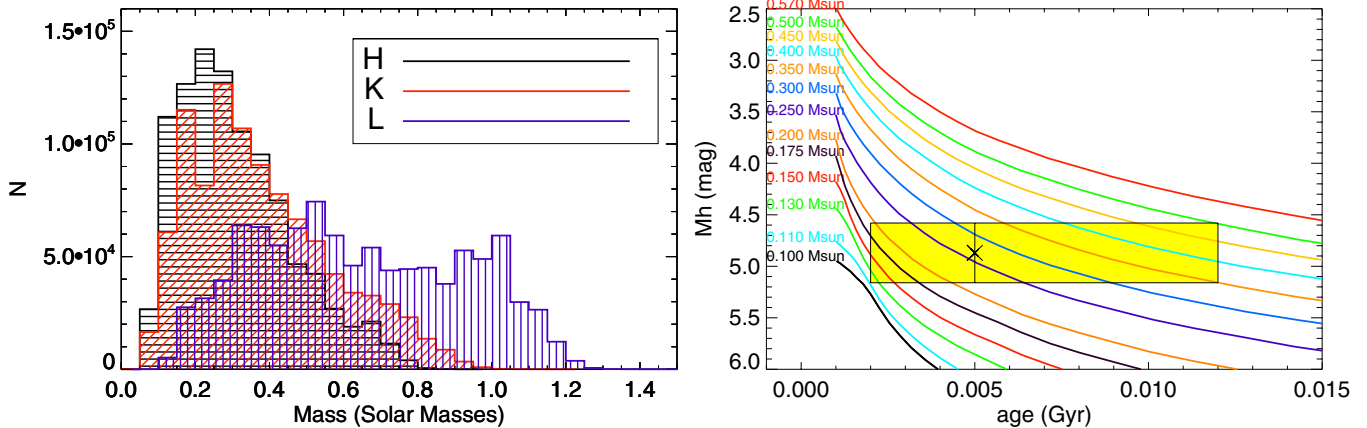 1.5•10⁵
1.0•10⁵
5.0•10⁴
0
N
H
K
L
0.0 0.2 0.4 0.6 0.8 1.0 1.2 1.4
Mass (Solar Masses)
2.5
3.0
3.5
4.0
4.5
5.0
5.5
6.0
Mh (mag)
0.570 Msun
0.500 Msun
0.450 Msun
0.400 Msun
0.350 Msun
0.300 Msun
0.250 Msun
0.200 Msun
0.175 Msun
0.150 Msun
0.130 Msun
0.110 Msun
0.100 Msun
0.000 0.005 0.010 0.015
age (Gyr)